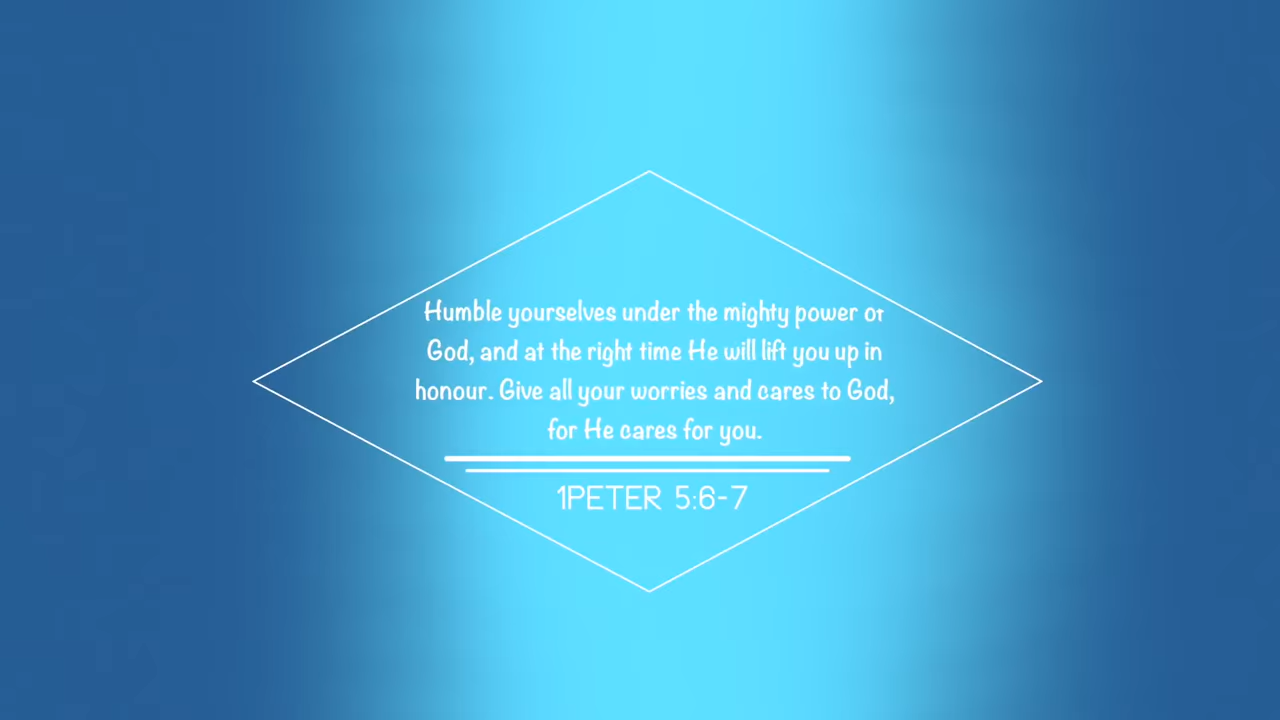 Humble yourselves under the mighty power of
God, and at the right time He will lift you up in
honour. Give all your worries and cares to God,
for He cares for you.
1PETER 5:6-7